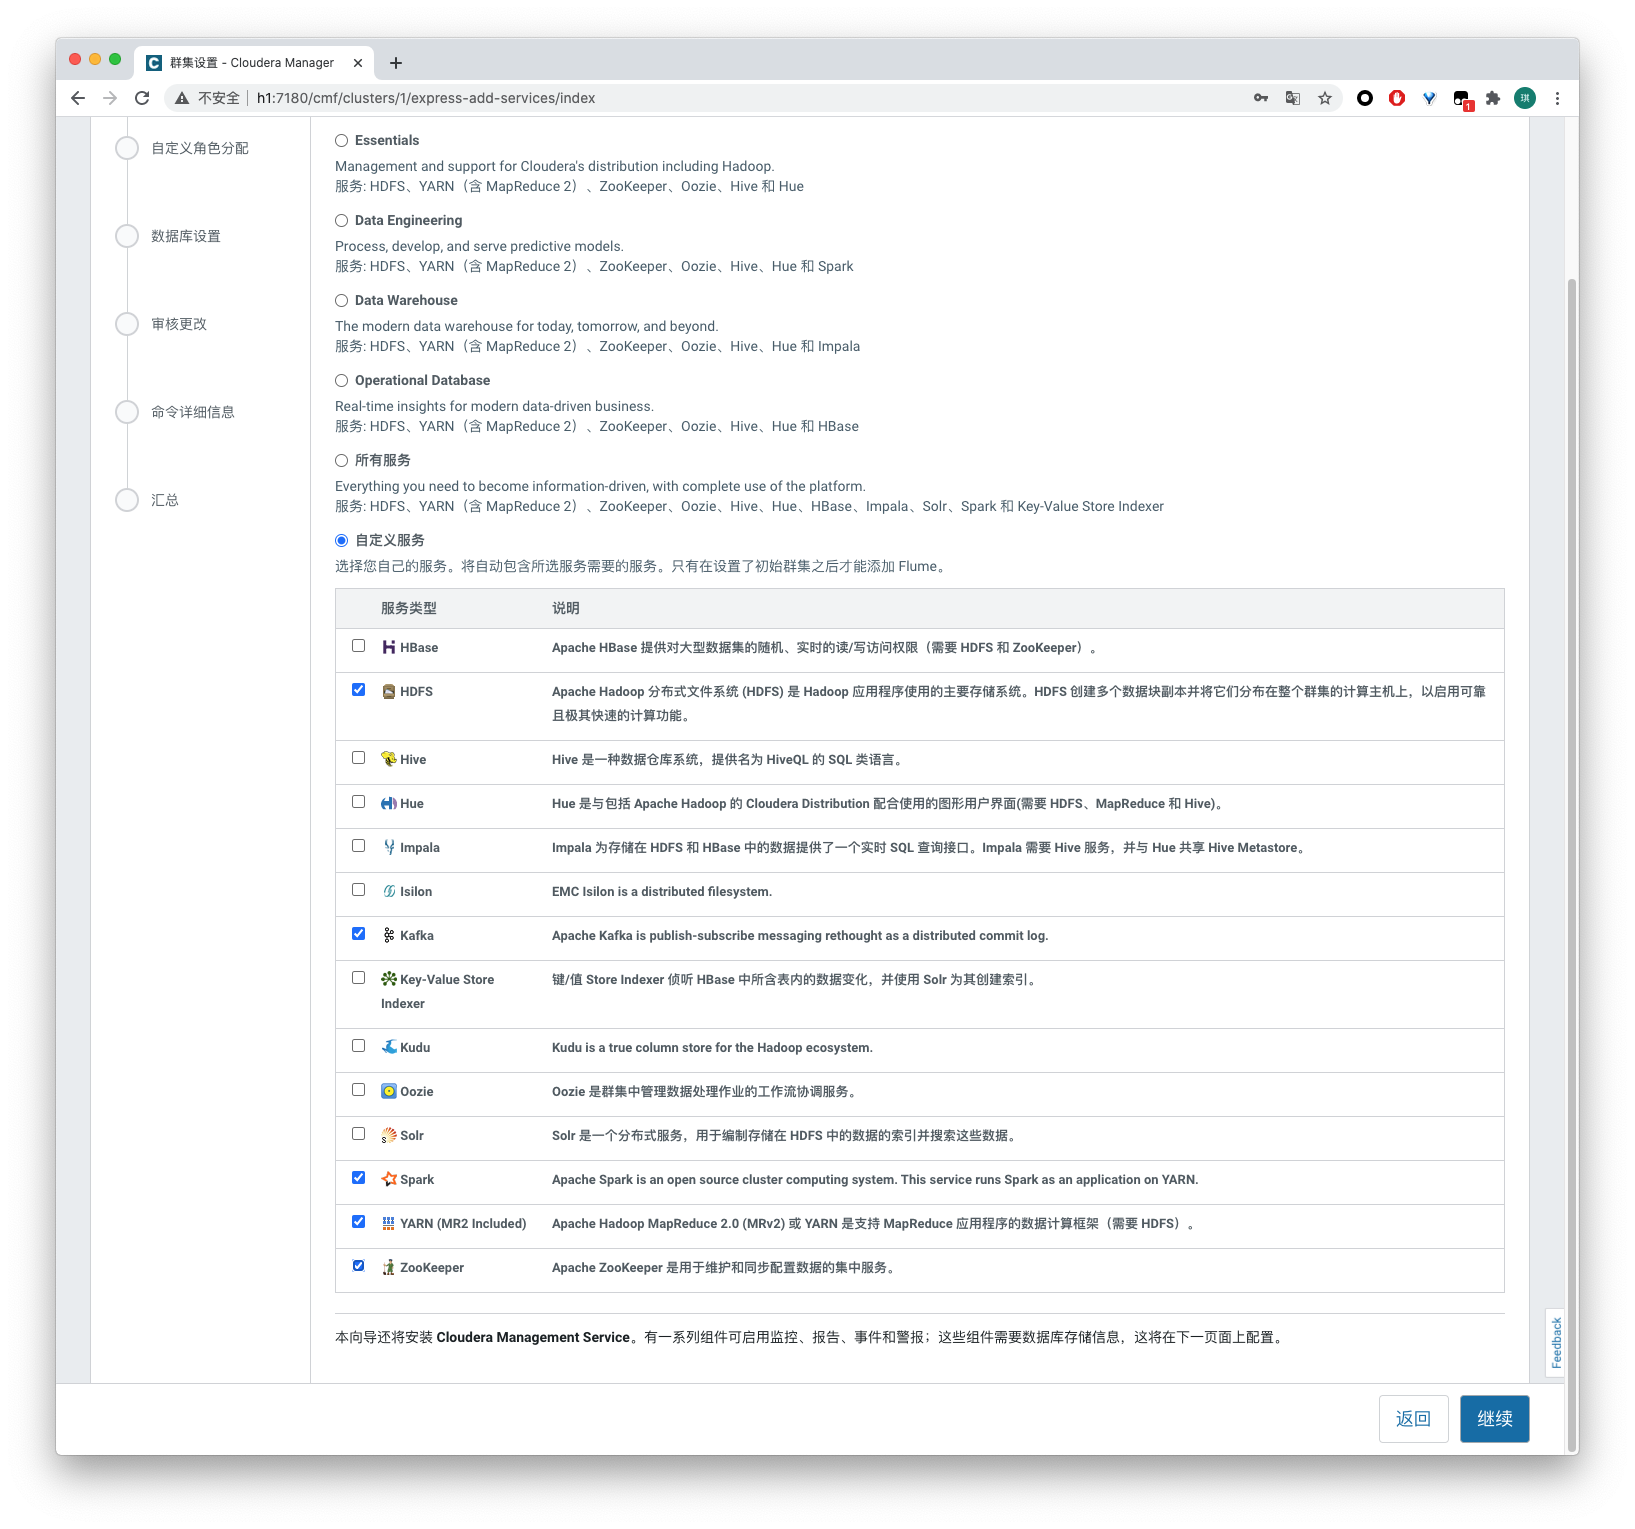 群集设置 - Cloudera Manager
不安全
h1:7180/cmf/clusters/1/express-add-services/index
1
琪
自定义角色分配
数据库设置
审核更改
命令详细信息
汇总
Essentials
Management and support for Cloudera's distribution including Hadoop.
服务: HDFS、YARN（含 MapReduce 2）、ZooKeeper、Oozie、Hive 和 Hue
Data Engineering
Process, develop, and serve predictive models.
服务: HDFS、YARN（含 MapReduce 2）、ZooKeeper、Oozie、Hive、Hue 和 Spark
Data Warehouse
The modern data warehouse for today, tomorrow, and beyond.
服务: HDFS、YARN（含 MapReduce 2）、ZooKeeper、Oozie、Hive、Hue 和 Impala
Operational Database
Real-time insights for modern data-driven business.
服务: HDFS、YARN（含 MapReduce 2）、ZooKeeper、Oozie、Hive、Hue 和 HBase
所有服务
Everything you need to become information-driven, with complete use of the platform.
服务: HDFS、YARN（含 MapReduce 2）、ZooKeeper、Oozie、Hive、Hue、HBase、Impala、Solr、Spark 和 Key-Value Store Indexer
自定义服务
选择您自己的服务。将自动包含所选服务需要的服务。只有在设置了初始群集之后才能添加 Flume。
服务类型
说明
HBase
Apache HBase 提供对大型数据集的随机、实时的读/写访问权限（需要 HDFS 和 ZooKeeper）。
HDFS
Apache Hadoop 分布式文件系统 (HDFS) 是 Hadoop 应用程序使用的主要存储系统。HDFS 创建多个数据块副本并将它们分布在整个群集的计算主机上，以启用可靠
且极其快速的计算功能。
Hive
Hive 是一种数据仓库系统，提供名为 HiveQL 的 SQL 类语言。
Hue
Hue 是与包括 Apache Hadoop 的 Cloudera Distribution 配合使用的图形用户界面(需要 HDFS、MapReduce 和 Hive)。
Impala
Impala 为存储在 HDFS 和 HBase 中的数据提供了一个实时 SQL 查询接口。Impala 需要 Hive 服务，并与 Hue 共享 Hive Metastore。
Isilon
EMC Isilon is a distributed filesystem.
Kafka
Apache Kafka is publish-subscribe messaging rethought as a distributed commit log.
Key-Value Store
Indexer
键/值 Store Indexer 侦听 HBase 中所含表内的数据变化，并使用 Solr 为其创建索引。
Kudu
Kudu is a true column store for the Hadoop ecosystem.
Oozie
Oozie 是群集中管理数据处理作业的工作流协调服务。
Solr
Solr 是一个分布式服务，用于编制存储在 HDFS 中的数据的索引并搜索这些数据。
Spark
Apache Spark is an open source cluster computing system. This service runs Spark as an application on YARN.
YARN (MR2 Included)
Apache Hadoop MapReduce 2.0 (MRv2) 或 YARN 是支持 MapReduce 应用程序的数据计算框架（需要 HDFS）。
ZooKeeper
Apache ZooKeeper 是用于维护和同步配置数据的集中服务。
本向导还将安装 Cloudera Management Service。有一系列组件可启用监控、报告、事件和警报；这些组件需要数据库存储信息，这将在下一页面上配置。
Feedback
返回
继续